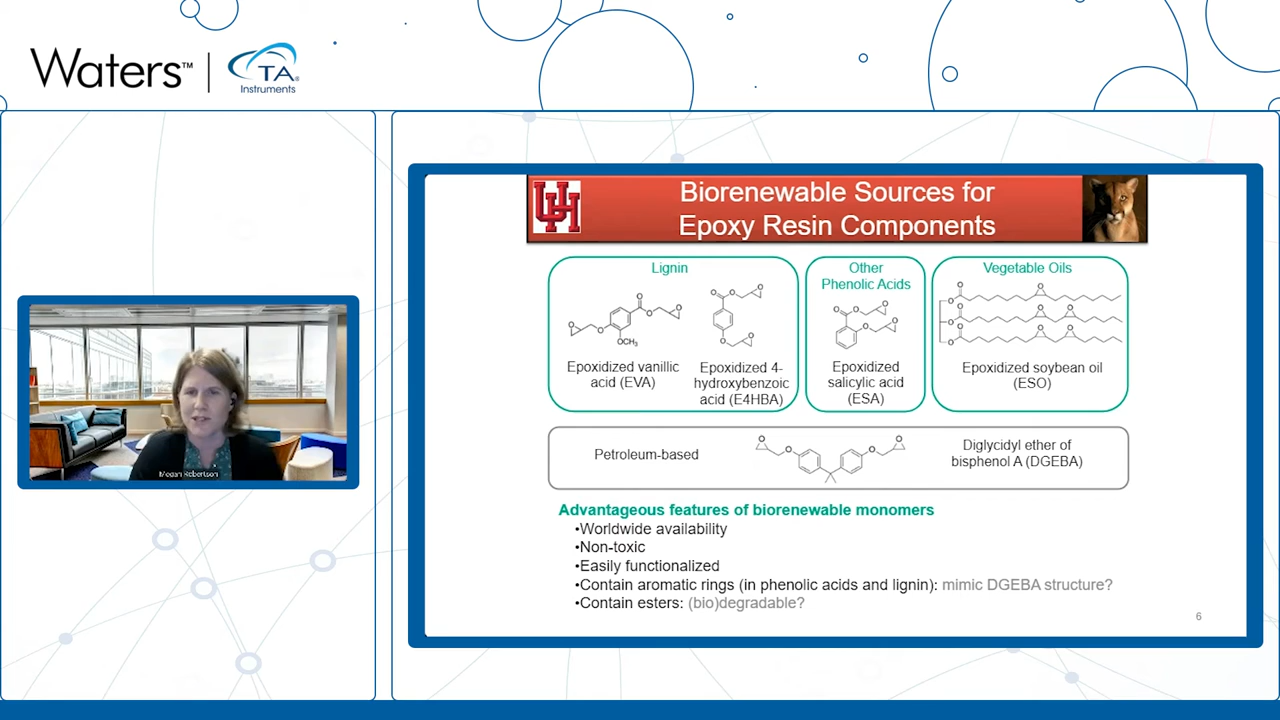 Waters™
TA®
Instruments
UH
Biorenewable Sources for
Epoxy Resin Components
Lignin
OCH3
Epoxidized vanillic
acid (EVA)
Epoxidized 4-
hydroxybenzoic
acid (E4HBA)
Other
Phenolic Acids
Epoxidized
salicylic acid
(ESA)
Vegetable Oils
Epoxidized soybean oil
(ESO)
Petroleum-based
Diglycidyl ether of
bisphenol A (DGEBA)
Advantageous features of biorenewable monomers
•Worldwide availability
•Non-toxic
•Easily functionalized
•Contain aromatic rings (in phenolic acids and lignin): mimic DGEBA structure?
•Contain esters: (bio)degradable?
6
Megan Robertson